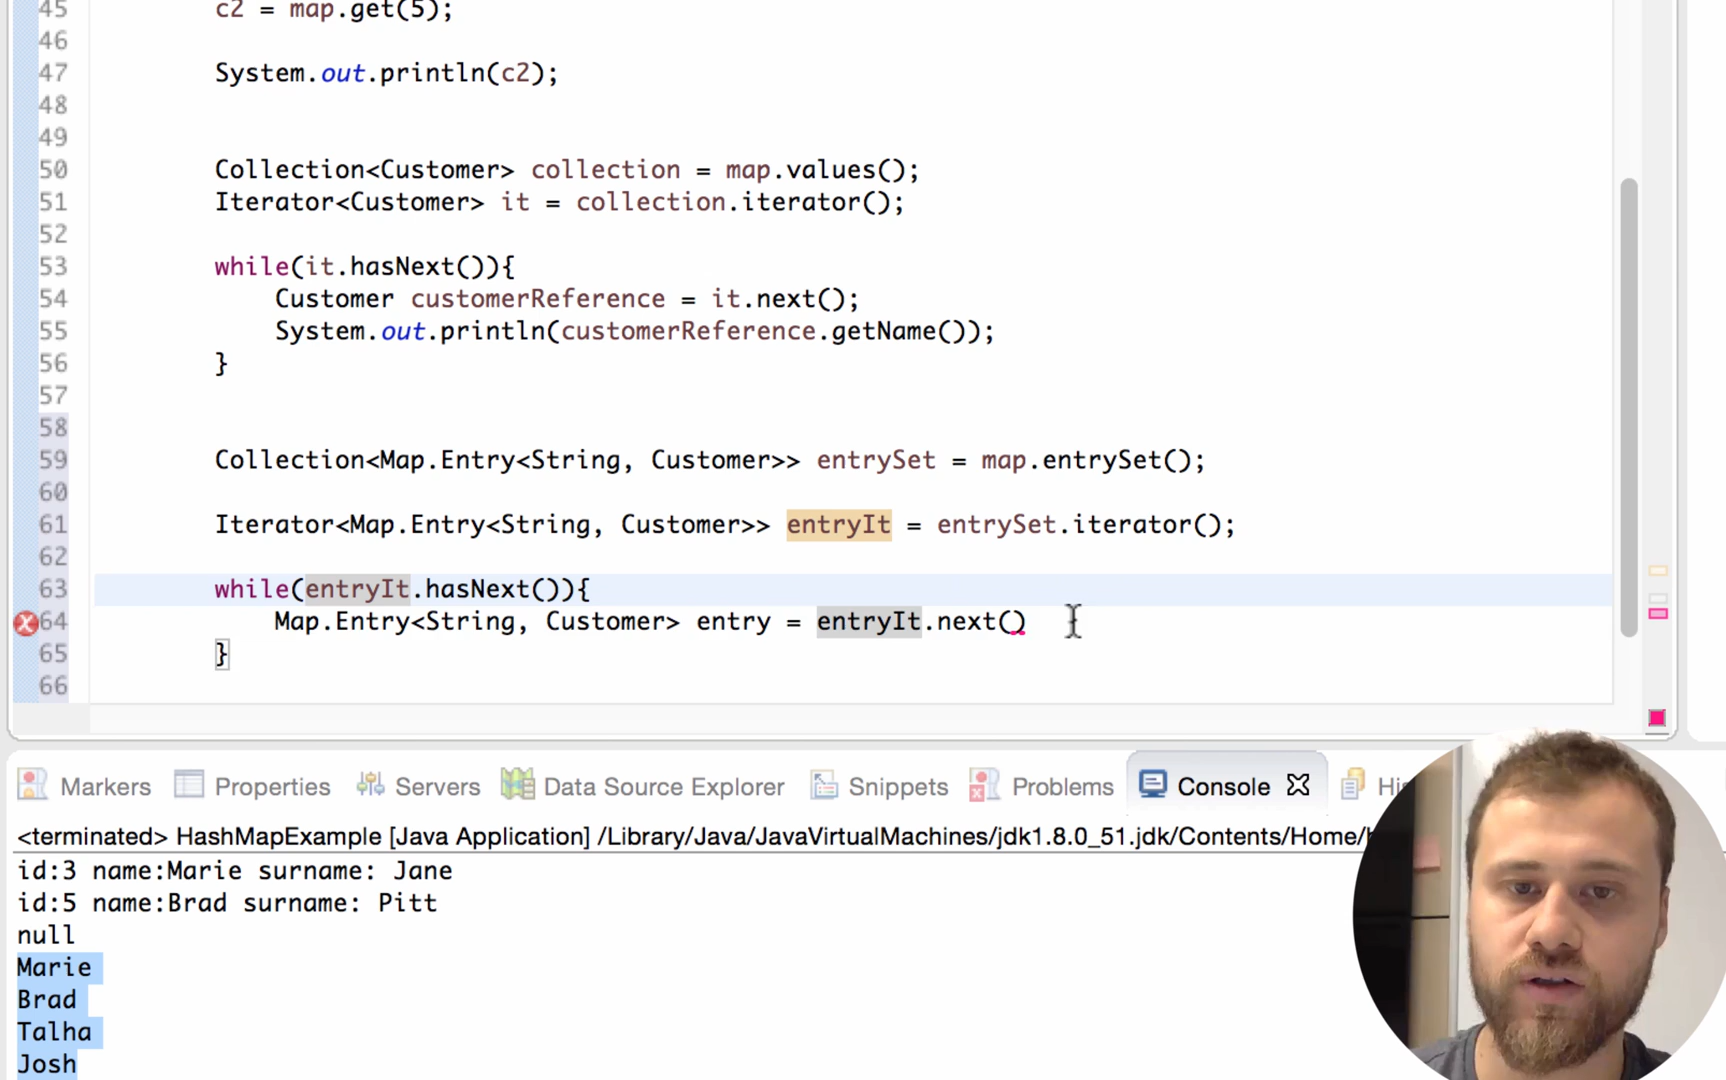 45 c2 = map.get(5);
46
47 System.out.println(c2);
48
49
50 Collection<Customer> collection = map.values();
51 Iterator<Customer> it = collection.iterator();
52
53 while(it.hasNext()){
54 Customer customerReference = it.next();
55 System.out.println(customerReference.getName());
56 }
57
58
59 Collection<Map.Entry<String, Customer>> entrySet = map.entrySet();
60
61 Iterator<Map.Entry<String, Customer>> entryIt = entrySet.iterator();
62
63 while(entryIt.hasNext()){
64 Map.Entry<String, Customer> entry = entryIt.next()
65 }
66
Markers Properties Servers Data Source Explorer Snippets Problems Console
<terminated> HashMapExample [Java Application] /Library/Java/JavaVirtualMachines/jdk1.8.0_51.jdk/Contents/Home/
id:3 name:Marie surname: Jane
id:5 name:Brad surname: Pitt
null
Marie
Brad
Talha
Josh